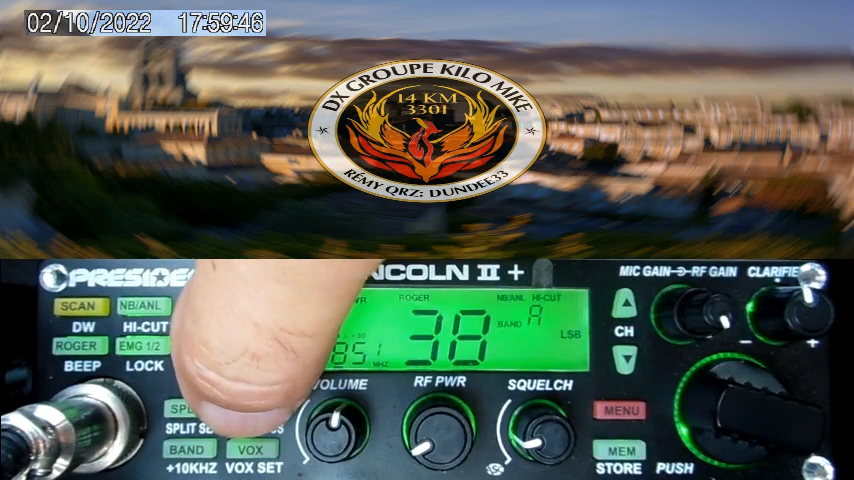 02/10/2022 17:59:46
DX GROUPE KILO MIKE
14 KM
3301
RÉMY QRZ: DUNDEE33
NCOLN II +
MIC GAIN RF GAIN
SCAN
NB/ANL
ROGER
NB/ANL HI-CUT
DW
HI-CUT
38
BAND A
LSB
CH
ROGER
EMG 1/2
851
MHZ
BEEP
LOCK
VOLUME
RF PWR
SQUELCH
MENU
BAND
VOX
MEM
+10KHZ
VOX SET
STORE
PUSH